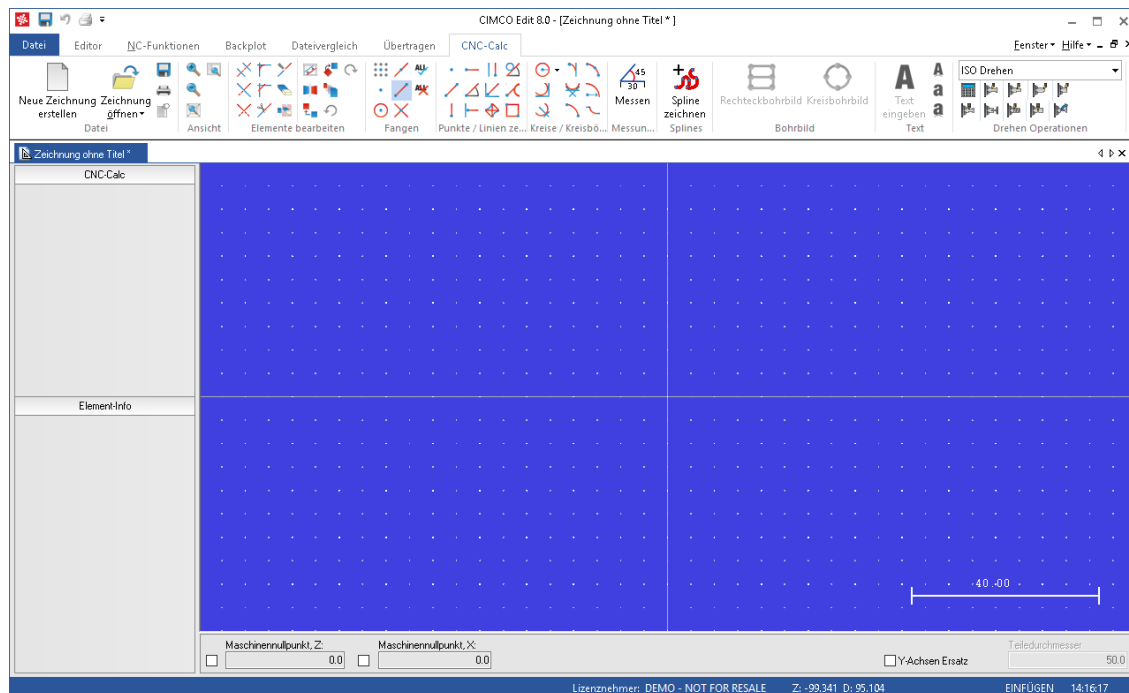 CIMCO Edit 8.0 - [Zeichnung ohne Titel * ]
Datei Editor NC-Funktionen Backplot Dateivergleich Übertragen CNC-Calc Fenster Hilfe
Neue Zeichnung erstellen
Zeichnung öffnen
ALL
ALL
45
30
Messen
Spline zeichnen
Rechteckbohrbild Kreisbohrbild
A
Text eingeben
A
a
a
ISO Drehen
Datei Ansicht Elemente bearbeiten Fangen Punkte / Linien ze... Kreise / Kreisbö... Messun... Splines Bohrbild Text Drehen Operationen
Zeichnung ohne Titel *
CNC-Calc
Element-Info
40.00
Maschinennullpunkt, Z: Maschinennullpunkt, X: Teiledurchmesser
0.0 0.0 Y-Achsen Ersatz 50.0
Lizenznehmer: DEMO - NOT FOR RESALE Z: -99.341 D: 95.104 EINFÜGEN 14:16:17